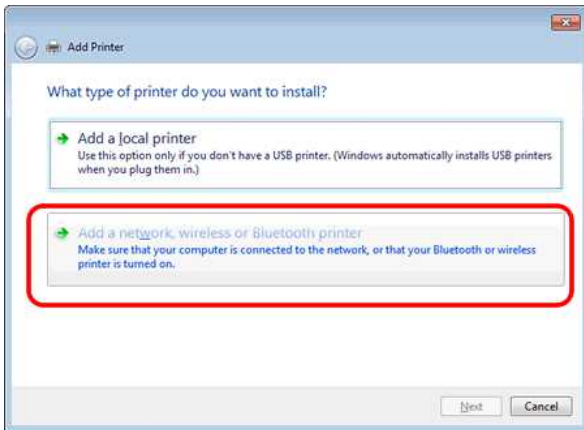 Add Printer
What type of printer do you want to install?
Add a local printer
Use this option only if you don't have a USB printer. (Windows automatically installs USB printers
when you plug them in.)
Add a network, wireless or Bluetooth printer
Make sure that your computer is connected to the network, or that your Bluetooth or wireless
printer is turned on.
Next Cancel